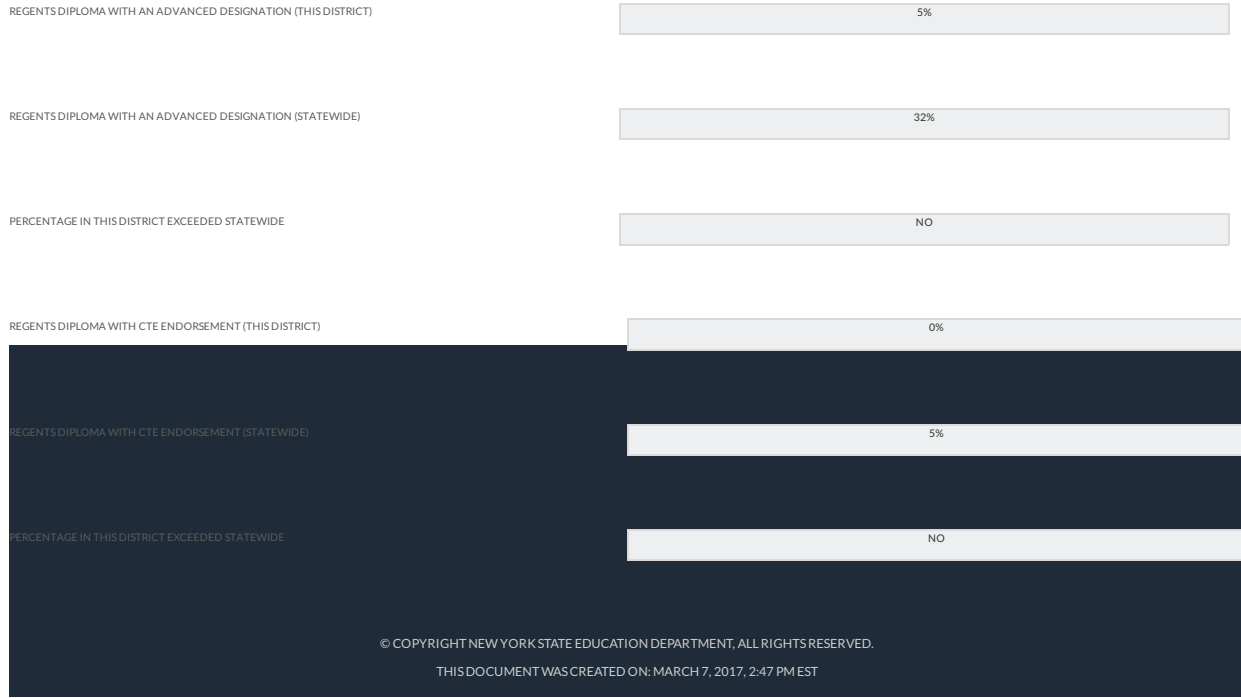 REGENTS DIPLOMA WITH AN ADVANCED DESIGNATION (THIS DISTRICT) 5%
REGENTS DIPLOMA WITH AN ADVANCED DESIGNATION (STATEWIDE) 32%
PERCENTAGE IN THIS DISTRICT EXCEEDED STATEWIDE NO
REGENTS DIPLOMA WITH CTE ENDORSEMENT (THIS DISTRICT) 0%
REGENTS DIPLOMA WITH CTE ENDORSEMENT (STATEWIDE) 5%
PERCENTAGE IN THIS DISTRICT EXCEEDED STATEWIDE NO
© COPYRIGHT NEW YORK STATE EDUCATION DEPARTMENT, ALL RIGHTS RESERVED.
THIS DOCUMENT WAS CREATED ON: MARCH 7, 2017, 2:47 PM EST